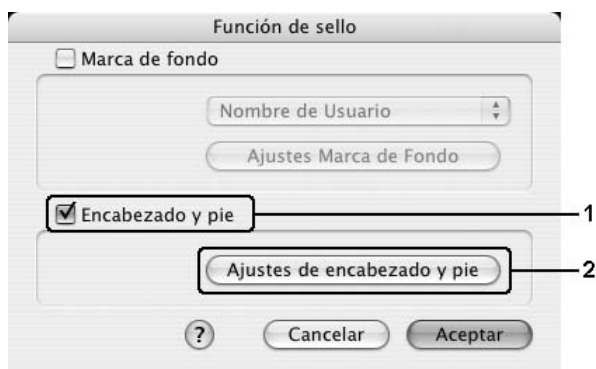 Función de sello
Marca de fondo
Nombre de Usuario
Ajustes Marca de Fondo
Encabezado y pie
1
Ajustes de encabezado y pie
2
?
Cancelar
Aceptar